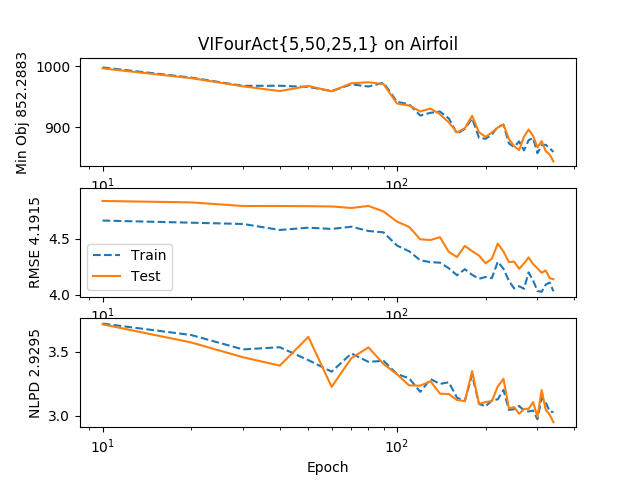 VIFourAct{5,50,25,1} on Airfoil
Min Obj 852.2883
1000
900
10¹
10²
RMSE 4.1915
4.5
4.0
Train
Test
10¹
10²
NLPD 2.9295
3.5
3.0
10¹
10²
Epoch